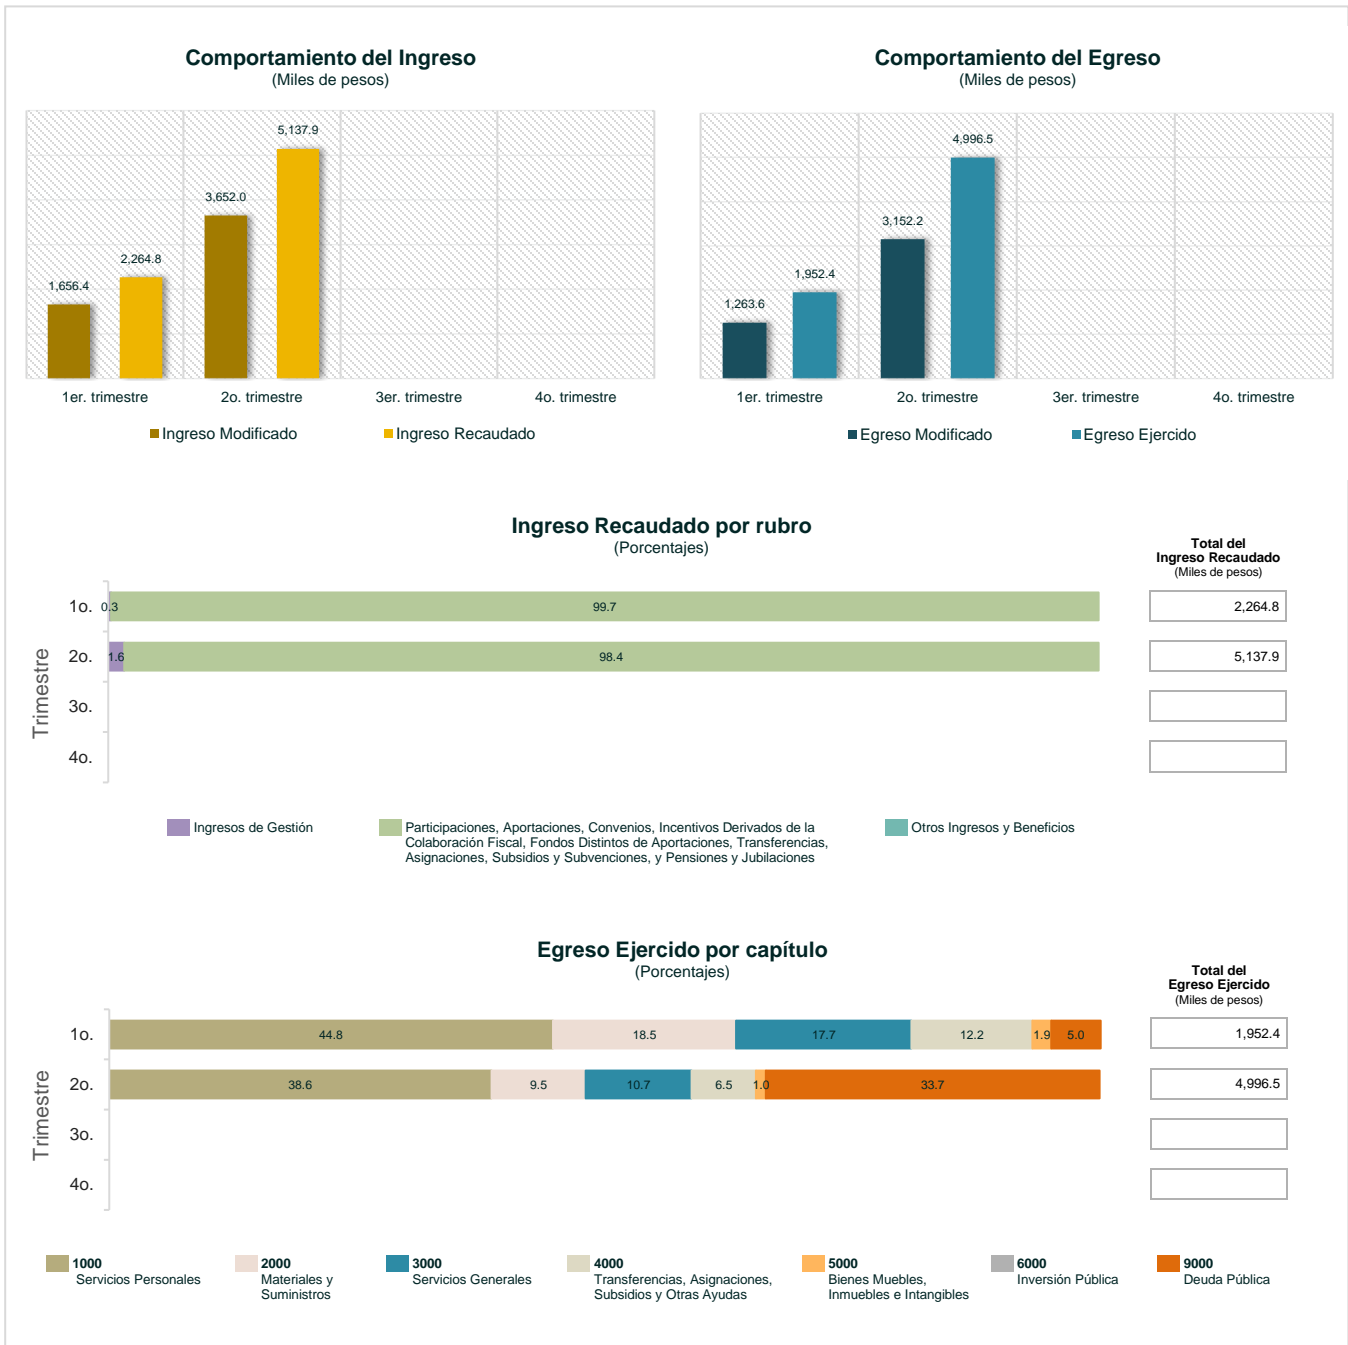 Comportamiento del Ingreso
(Miles de pesos)
5,137.9
3,652.0
2,264.8
1,656.4
1er. trimestre
2o. trimestre
3er. trimestre
4o. trimestre
Ingreso Modificado
Ingreso Recaudado
Comportamiento del Egreso
(Miles de pesos)
4,996.5
3,152.2
1,952.4
1,263.6
1er. trimestre
2o. trimestre
3er. trimestre
4o. trimestre
Egreso Modificado
Egreso Ejercido
Ingreso Recaudado por rubro
(Porcentajes)
Total del
Ingreso Recaudado
(Miles de pesos)
Trimestre
1o.
0.3
99.7
2,264.8
2o.
1.6
98.4
5,137.9
3o.
4o.
Ingresos de Gestión
Participaciones, Aportaciones, Convenios, Incentivos Derivados de la
Colaboración Fiscal, Fondos Distintos de Aportaciones, Transferencias,
Asignaciones, Subsidios y Subvenciones, y Pensiones y Jubilaciones
Otros Ingresos y Beneficios
Egreso Ejercido por capítulo
(Porcentajes)
Total del
Egreso Ejercido
(Miles de pesos)
Trimestre
1o.
44.8
18.5
17.7
12.2
1.9
5.0
1,952.4
2o.
38.6
9.5
10.7
6.5
1.0
33.7
4,996.5
3o.
4o.
1000
Servicios Personales
2000
Materiales y
Suministros
3000
Servicios Generales
4000
Transferencias, Asignaciones,
Subsidios y Otras Ayudas
5000
Bienes Muebles,
Inmuebles e Intangibles
6000
Inversión Pública
9000
Deuda Pública